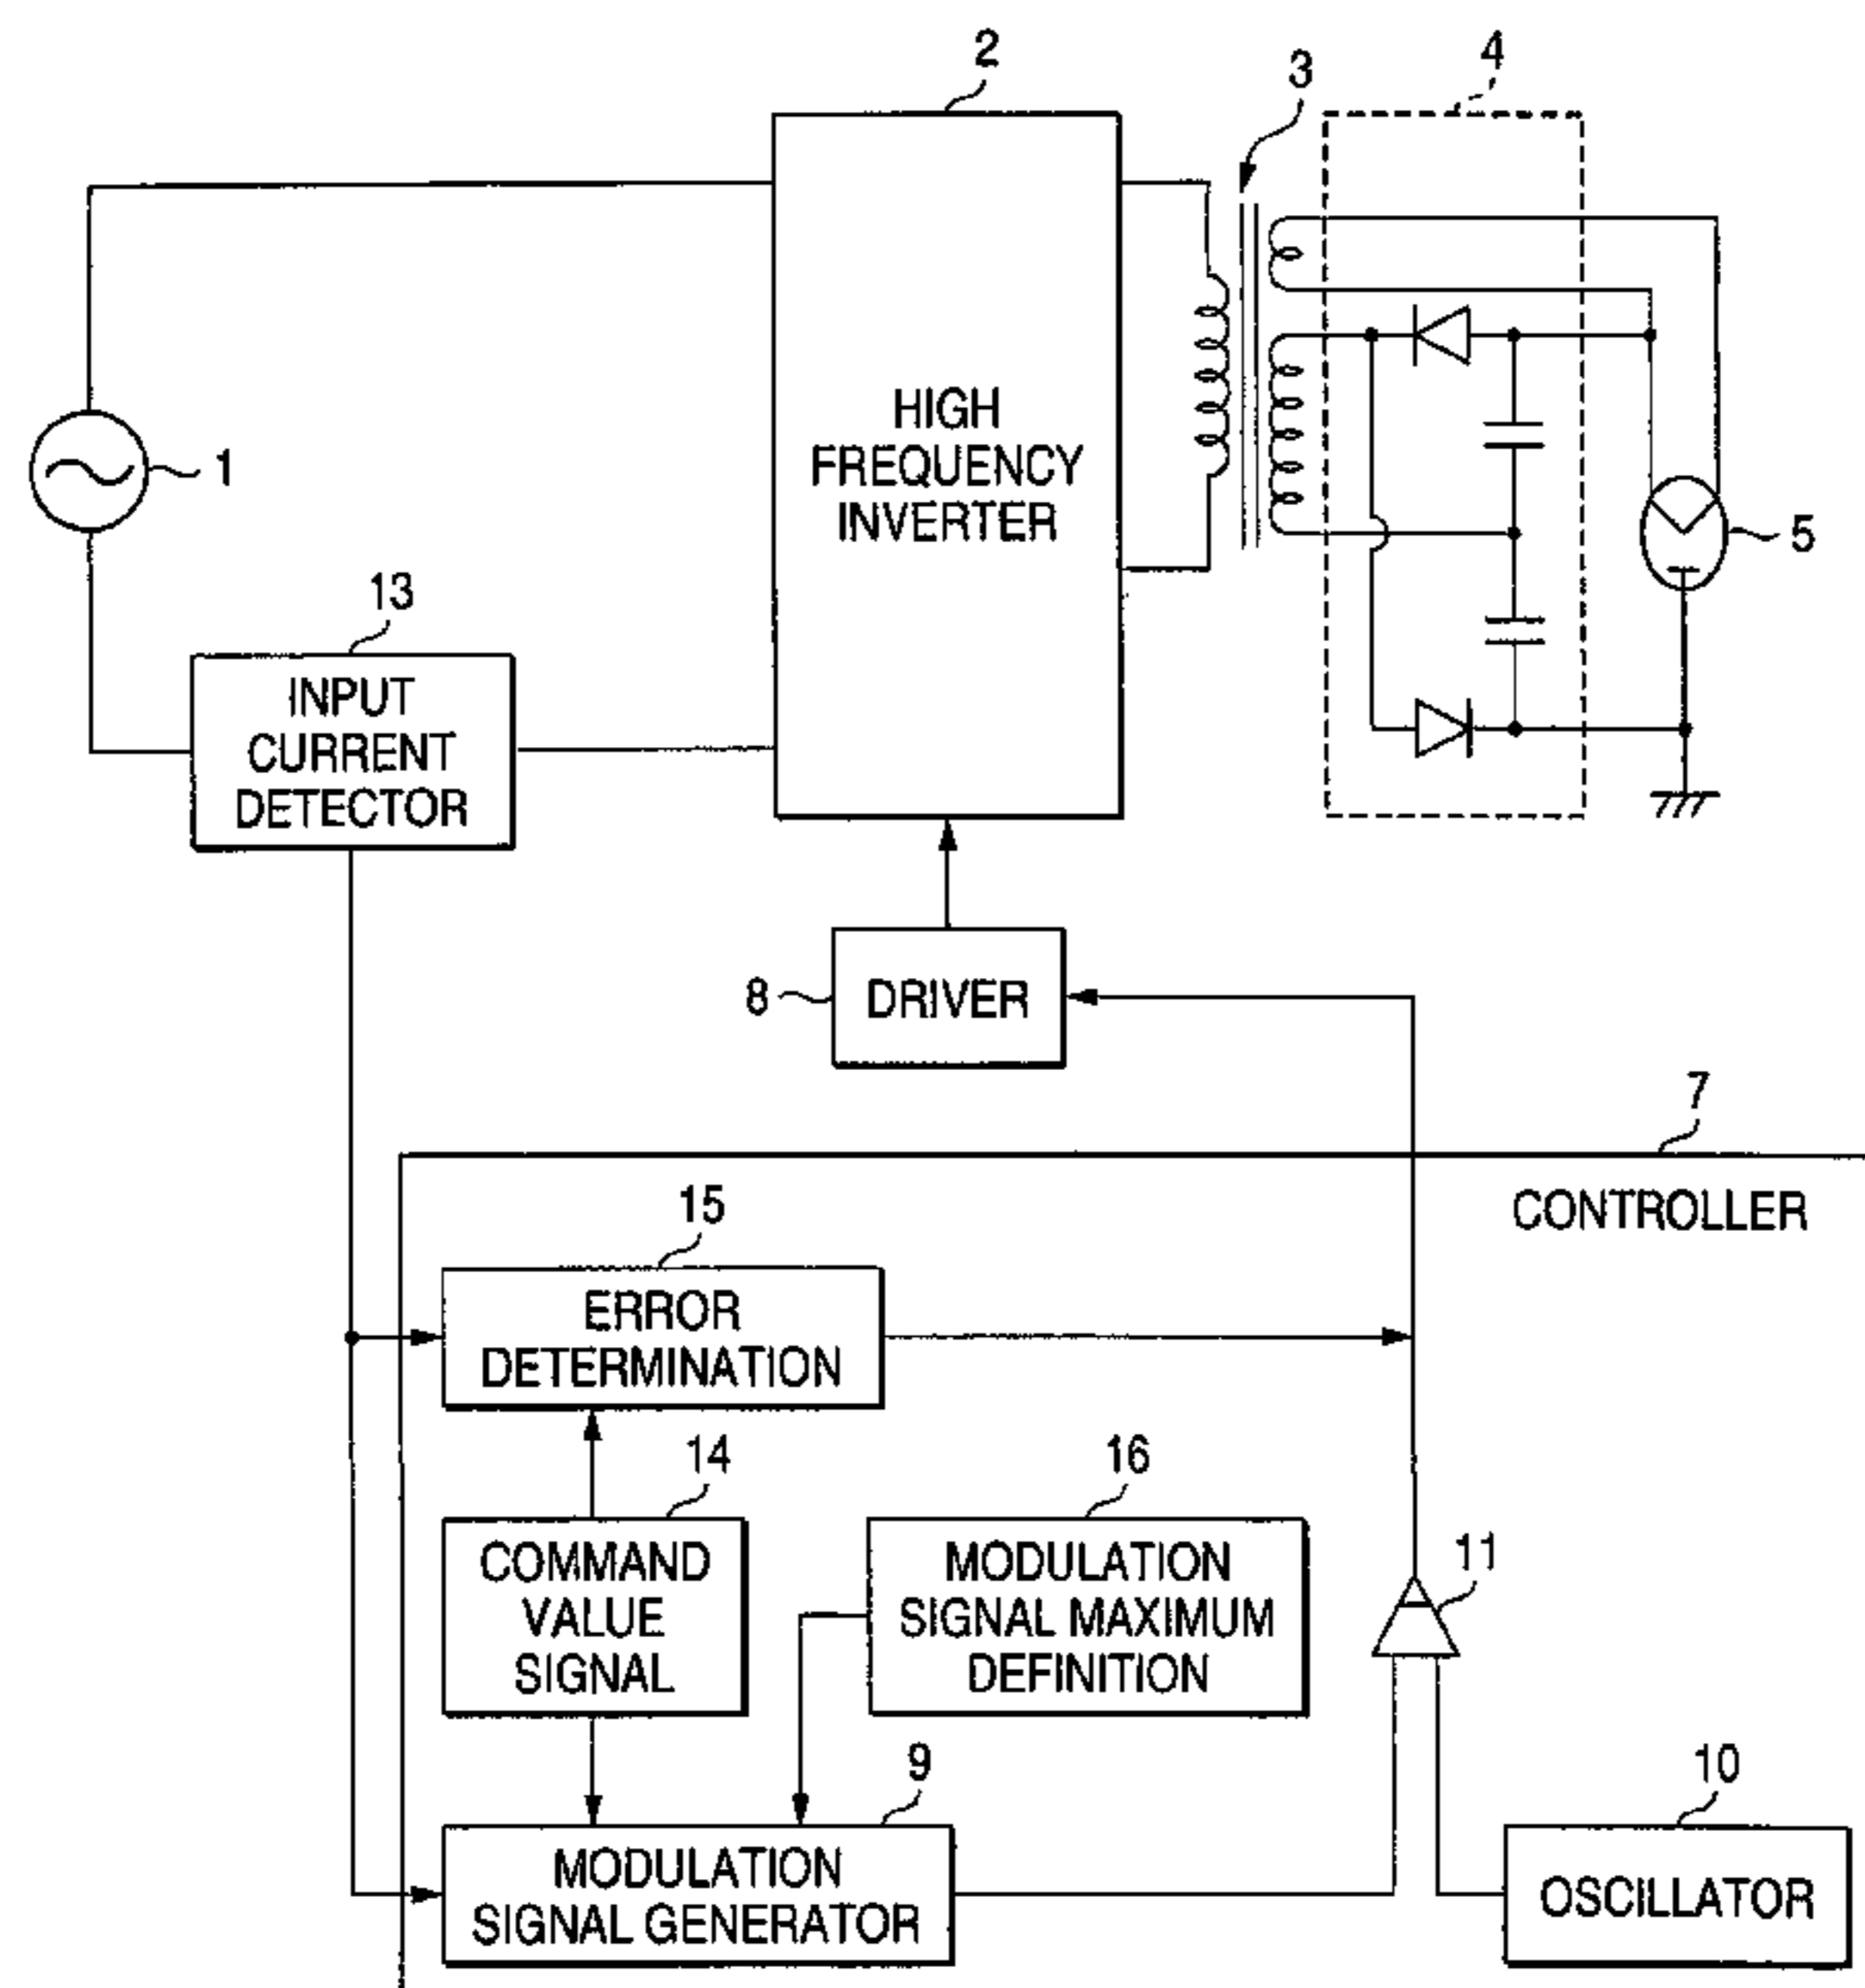 2
3
4
HIGH
FREQUENCY
INVERTER
1
5
13
INPUT
CURRENT
DETECTOR
8
DRIVER
7
CONTROLLER
15
ERROR
DETERMINATION
14
COMMAND
VALUE
SIGNAL
16
MODULATION
SIGNAL MAXIMUM
DEFINITION
11
9
MODULATION
SIGNAL GENERATOR
10
OSCILLATOR